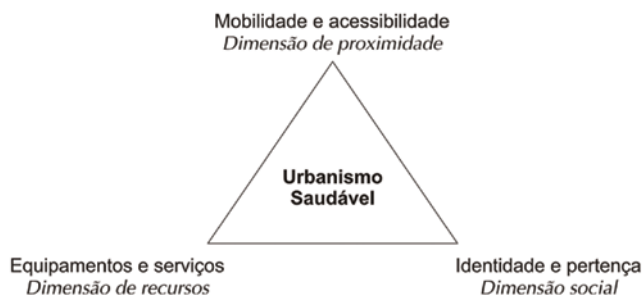 Mobilidade e acessibilidade
Dimensão de proximidade
Urbanismo
Saudável
Equipamentos e serviços
Dimensão de recursos
Identidade e pertença
Dimensão social